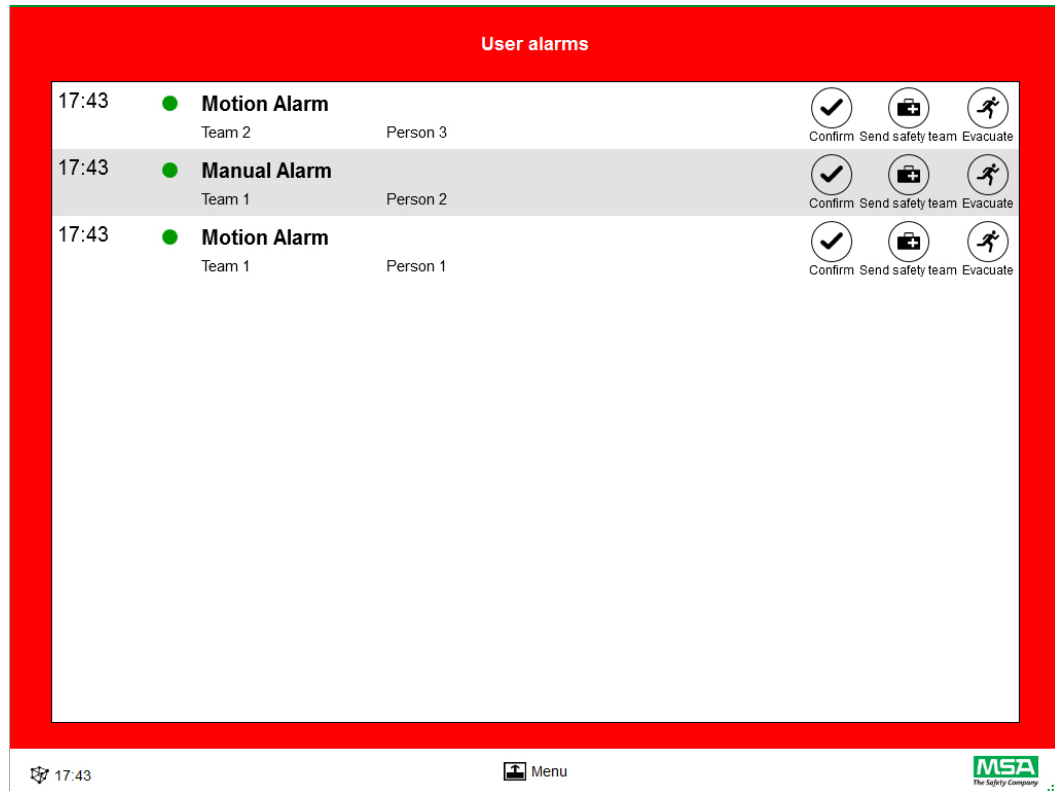 User alarms
17:43 Motion Alarm
Team 2 Person 3
Confirm Send safety team Evacuate
17:43 Manual Alarm
Team 1 Person 2
Confirm Send safety team Evacuate
17:43 Motion Alarm
Team 1 Person 1
Confirm Send safety team Evacuate
17:43 Menu MSA
The Safety Company